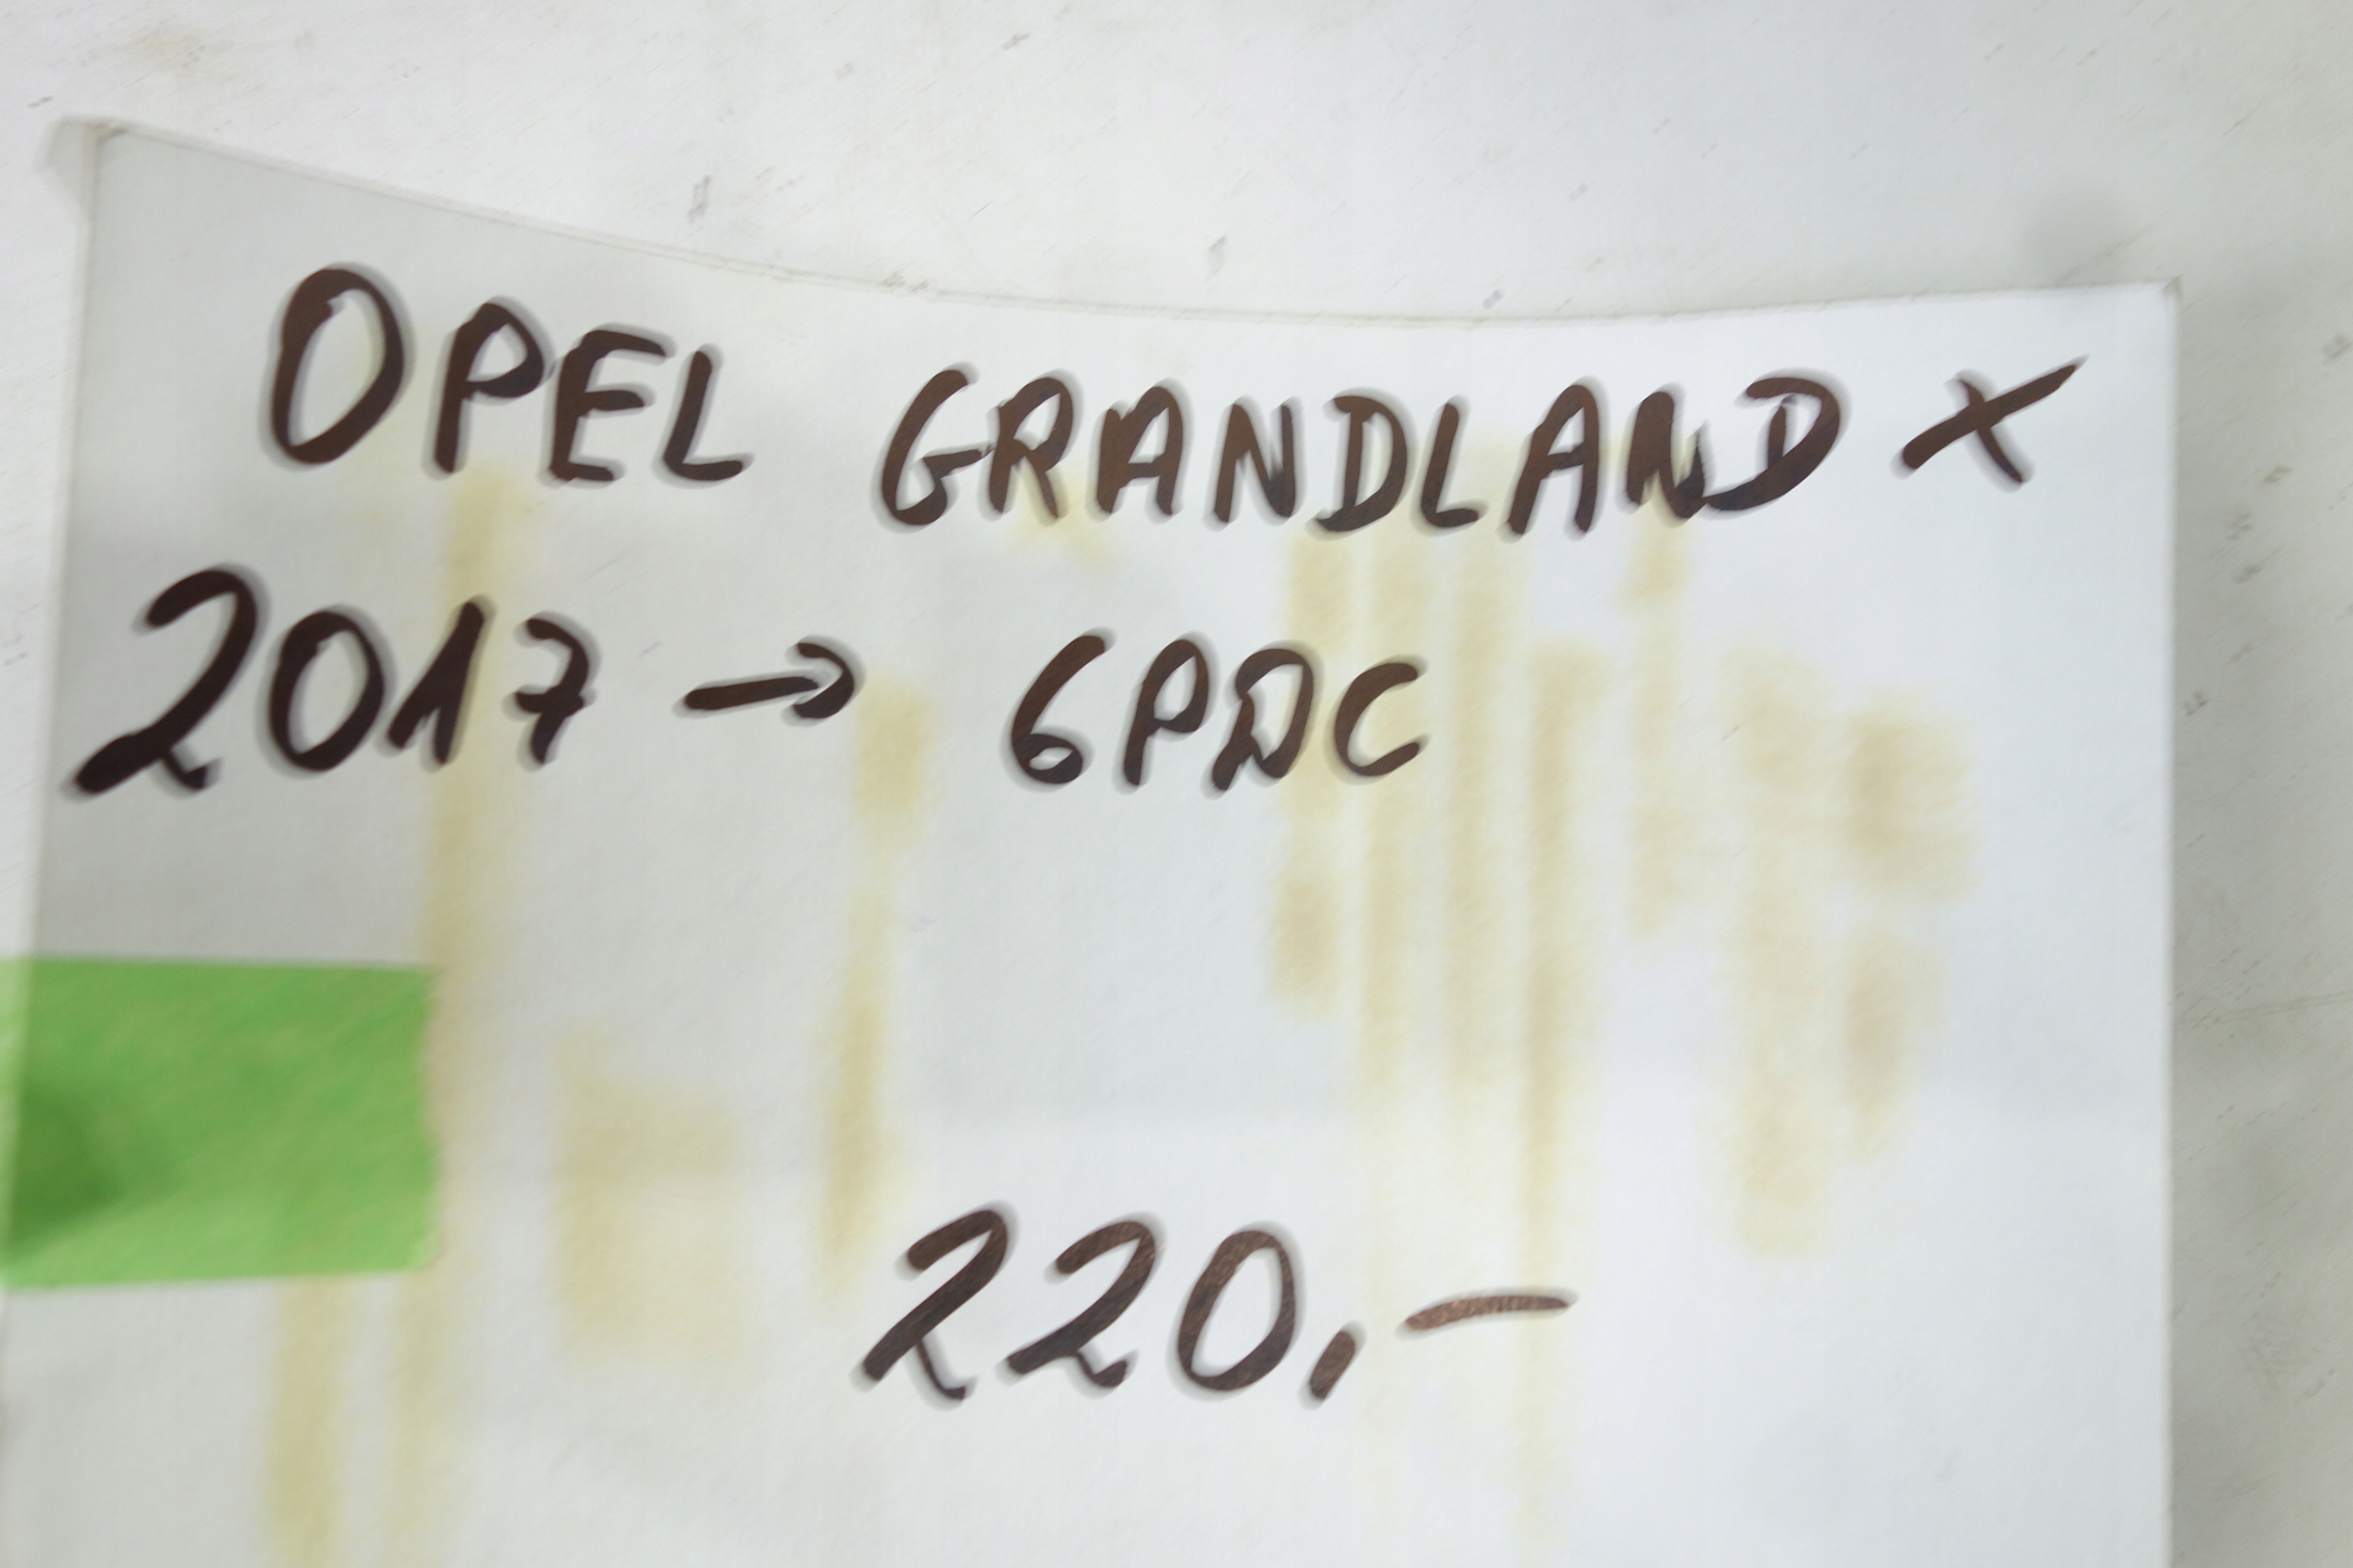 OPEL GRANDLAND X
2017 → 6PDC
220,-